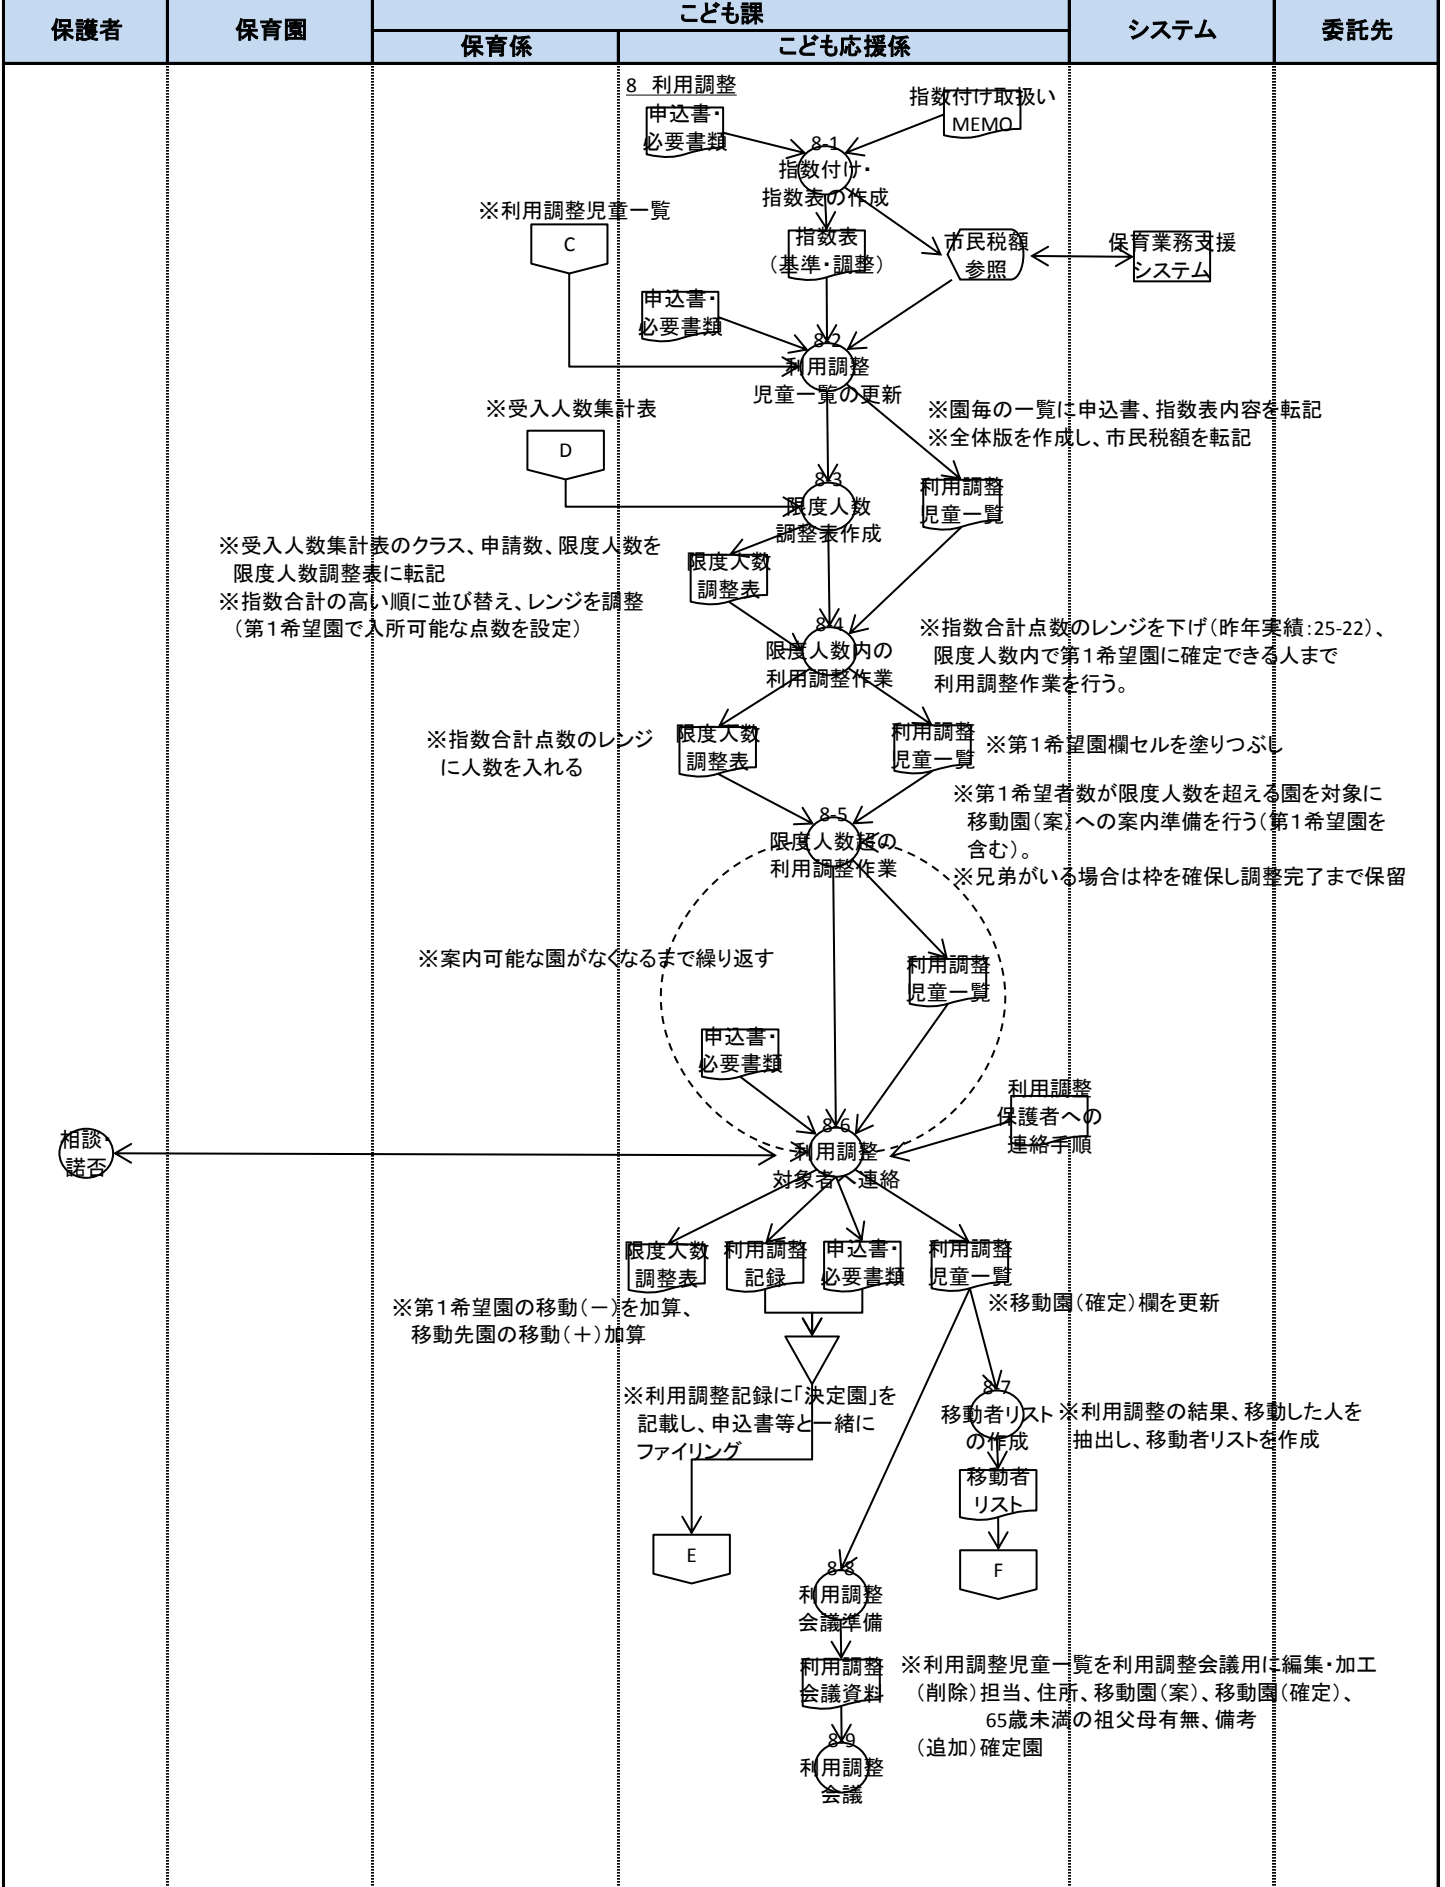 保護者
保育園
こども課
保育係
こども応援係
システム
委託先
8 利用調整
申込書・
必要書類
指数付け取扱い
MEMO
8-1
指数付け・
指数表の作成
※利用調整児童一覧
C
指数表
(基準・調整)
市民税額
参照
保育業務支援
システム
申込書・
必要書類
8-2
利用調整
児童一覧の更新
※受入人数集計表
D
※園毎の一覧に申込書、指数表内容を転記
※全体版を作成し、市民税額を転記
8-3
限度人数
調整表作成
利用調整
児童一覧
※受入人数集計表のクラス、申請数、限度人数を
限度人数調整表に転記
※指数合計の高い順に並び替え、レンジを調整
(第1希望園で入所可能な点数を設定)
限度人数
調整表
8-4
限度人数内の
利用調整作業
※指数合計点数のレンジを下げ(昨年実績:25-22)、
限度人数内で第1希望園に確定できる人まで
利用調整作業を行う。
※指数合計点数のレンジ
に人数を入れる
限度人数
調整表
利用調整
児童一覧
※第1希望園欄セルを塗りつぶし
8-5
限度人数超の
利用調整作業
※第1希望者数が限度人数を超える園を対象に
移動園(案)への案内準備を行う(第1希望園を
含む)。
※兄弟がいる場合は枠を確保し調整完了まで保留
※案内可能な園がなくなるまで繰り返す
利用調整
児童一覧
申込書・
必要書類
利用調整
保護者への
連絡手順
相談・
諾否
8-6
利用調整
対象者へ連絡
限度人数
調整表
利用調整
記録
申込書・
必要書類
利用調整
児童一覧
※第1希望園の移動(-)を加算、
移動先園の移動(+)加算
※移動園(確定)欄を更新
※利用調整記録に「決定園」を
記載し、申込書等と一緒に
ファイリング
8-7
移動者リスト
の作成
※利用調整の結果、移動した人を
抽出し、移動者リストを作成
移動者
リスト
E
F
8-8
利用調整
会議準備
利用調整
会議資料
※利用調整児童一覧を利用調整会議用に編集・加工
(削除)担当、住所、移動園(案)、移動園(確定)、
65歳未満の祖父母有無、備考
(追加)確定園
8-9
利用調整
会議